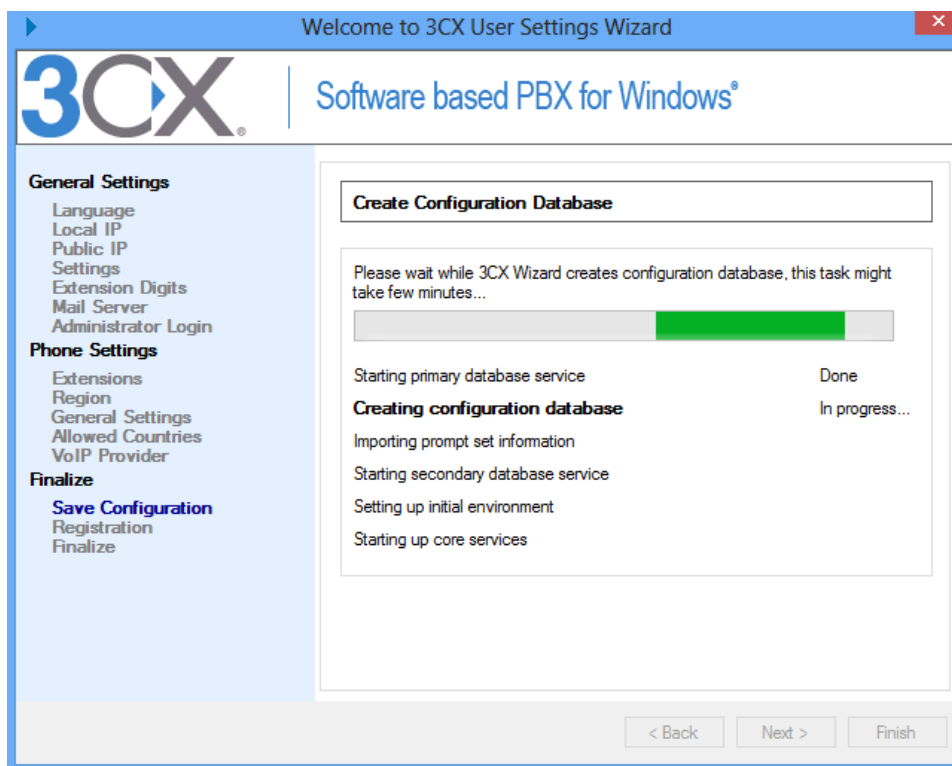 Welcome to 3CX User Settings Wizard
3CX®
Software based PBX for Windows®
General Settings
Language
Local IP
Public IP
Settings
Extension Digits
Mail Server
Administrator Login
Phone Settings
Extensions
Region
General Settings
Allowed Countries
VoIP Provider
Finalize
Save Configuration
Registration
Finalize
Create Configuration Database
Please wait while 3CX Wizard creates configuration database, this task might
take few minutes...
Starting primary database service Done
Creating configuration database In progress...
Importing prompt set information
Starting secondary database service
Setting up initial environment
Starting up core services
< Back Next > Finish